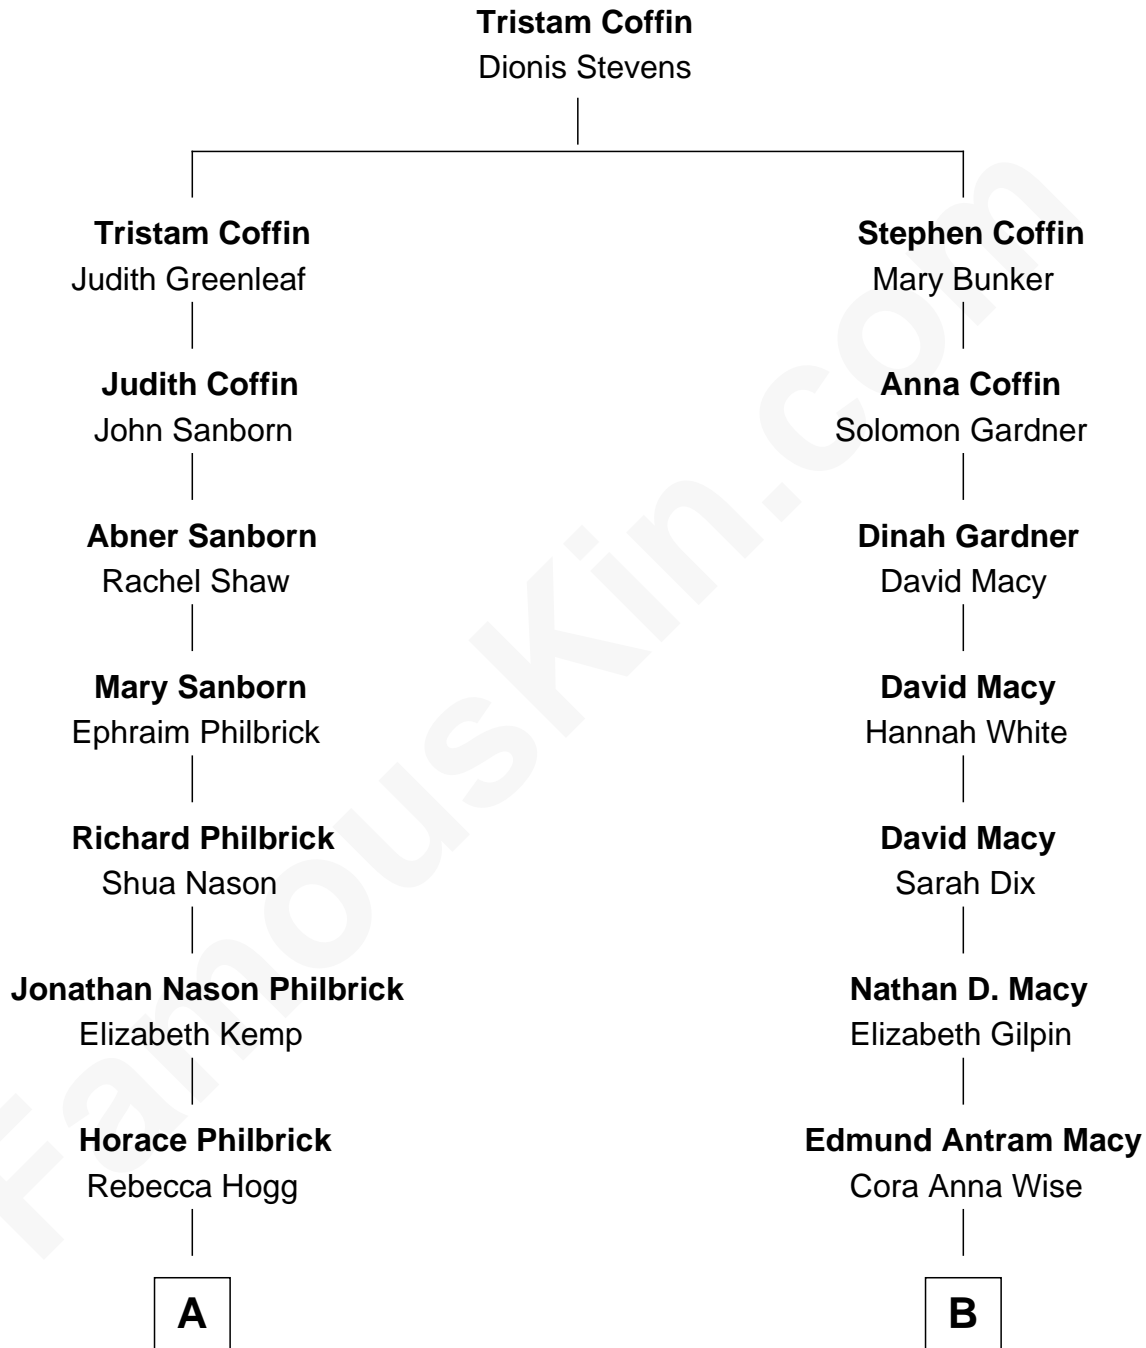 Tristam Coffin
Dionis Stevens
Tristam Coffin
Judith Greenleaf
Judith Coffin
John Sanborn
Abner Sanborn
Rachel Shaw
Mary Sanborn
Ephraim Philbrick
Richard Philbrick
Shua Nason
Jonathan Nason Philbrick
Elizabeth Kemp
Horace Philbrick
Rebecca Hogg
A
Stephen Coffin
Mary Bunker
Anna Coffin
Solomon Gardner
Dinah Gardner
David Macy
David Macy
Hannah White
David Macy
Sarah Dix
Nathan D. Macy
Elizabeth Gilpin
Edmund Antram Macy
Cora Anna Wise
B
FamousKin.com